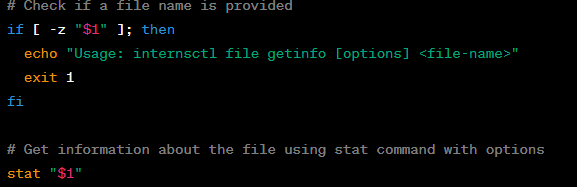 # Check if a file name is provided
if [ -z "$1" ]; then
  echo "Usage: internsctl file getinfo [options] <file-name>"
  exit 1
fi

# Get information about the file using stat command with options
stat "$1"